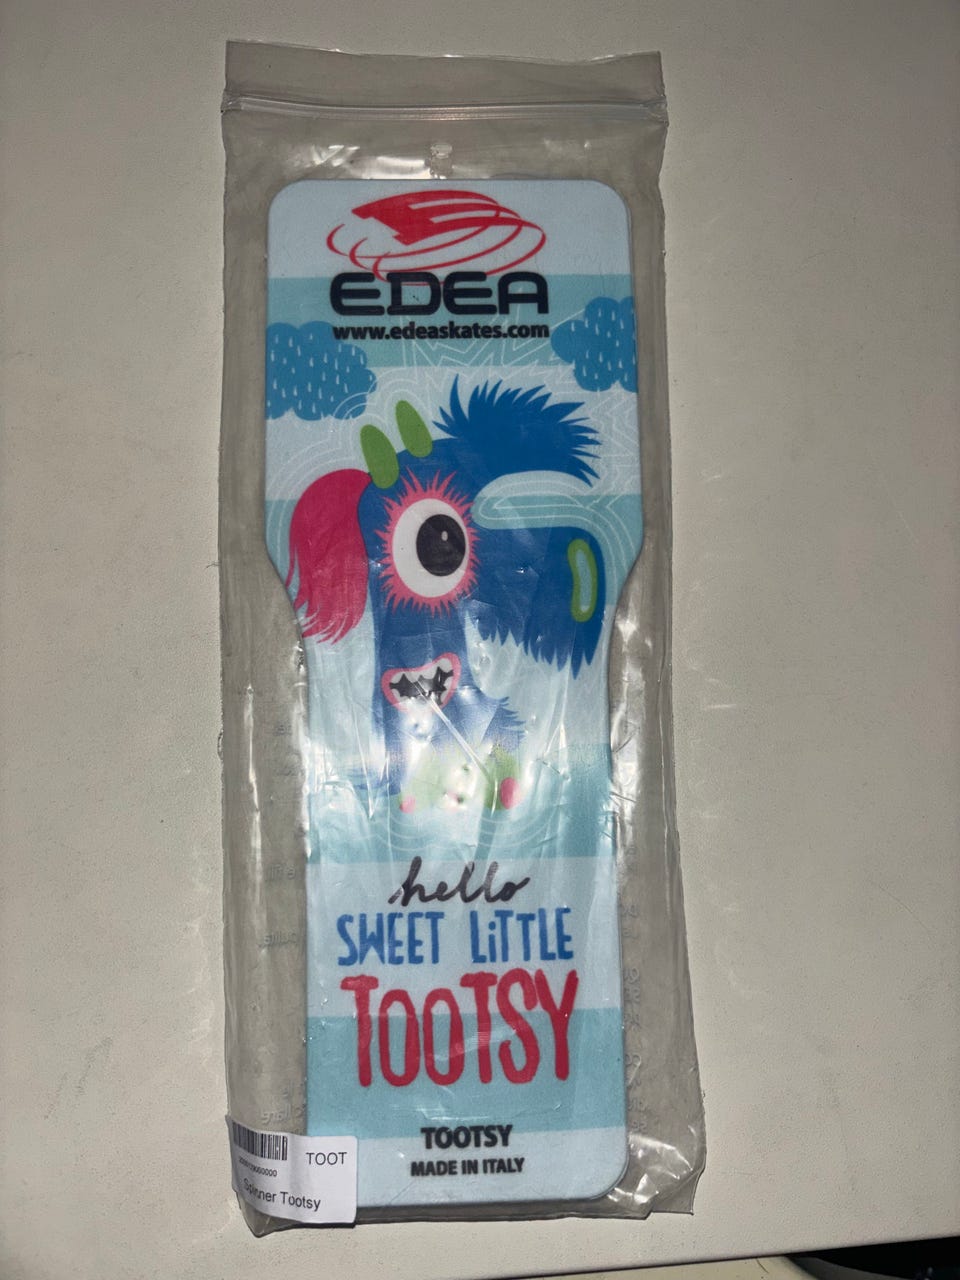 EDEA
www.edeaskates.com
hello
SWEET LiTTLE
TOOTSY
TOOTSY
MADE IN ITALY
TOOT
Spinner Tootsy